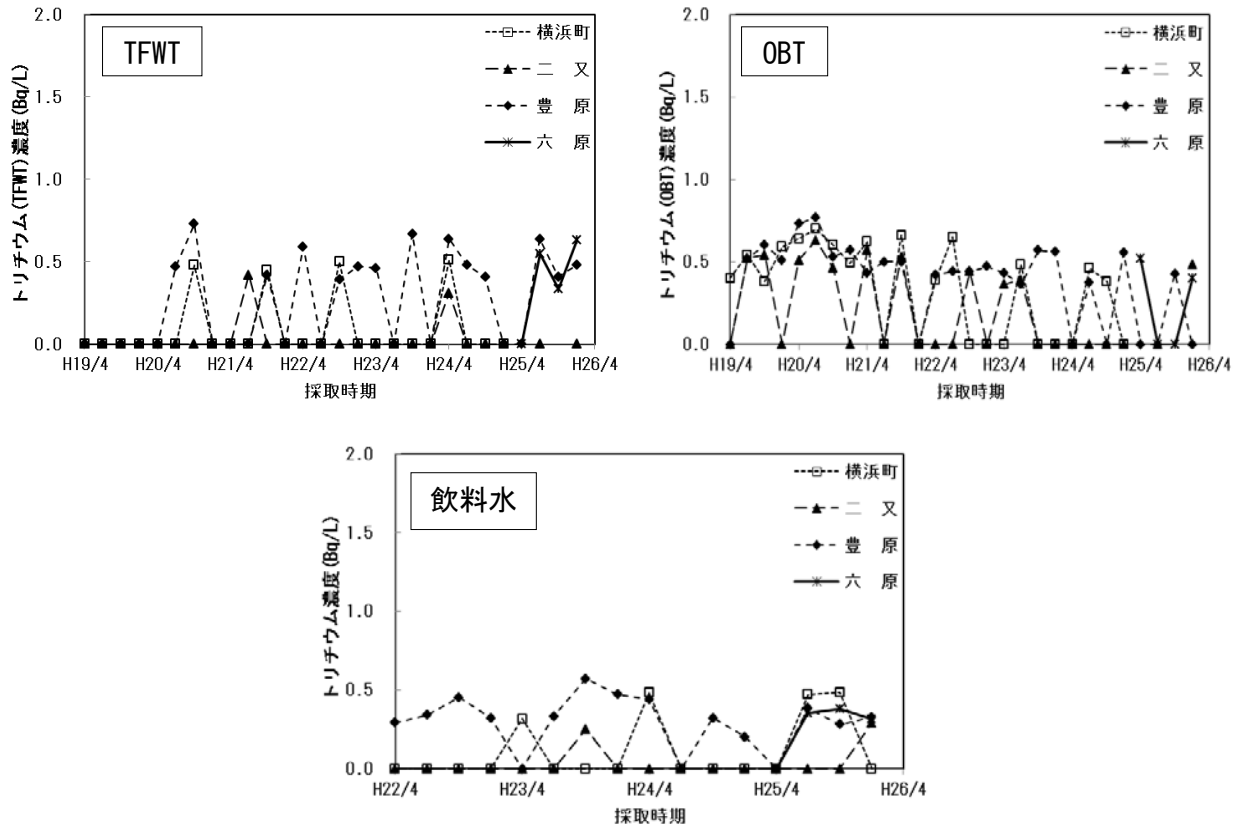 TFWT
トリチウム(TFWT)濃度(Bq/L)
2.0
1.5
1.0
0.5
0.0
横浜町
二 又
豊 原
六 原
H19/4 H20/4 H21/4 H22/4 H23/4 H24/4 H25/4 H26/4
採取時期
OBT
トリチウム(OBT)濃度(Bq/L)
2.0
1.5
1.0
0.5
0.0
横浜町
二 又
豊 原
六 原
H19/4 H20/4 H21/4 H22/4 H23/4 H24/4 H25/4 H26/4
採取時期
飲料水
トリチウム濃度(Bq/L)
2.0
1.5
1.0
0.5
0.0
横浜町
二 又
豊 原
六 原
H22/4 H23/4 H24/4 H25/4 H26/4
採取時期